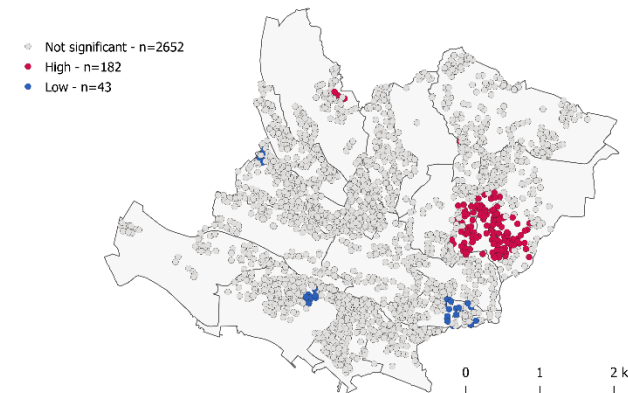 Not significant - n=2652
High - n=182
Low - n=43
0 1 2 k